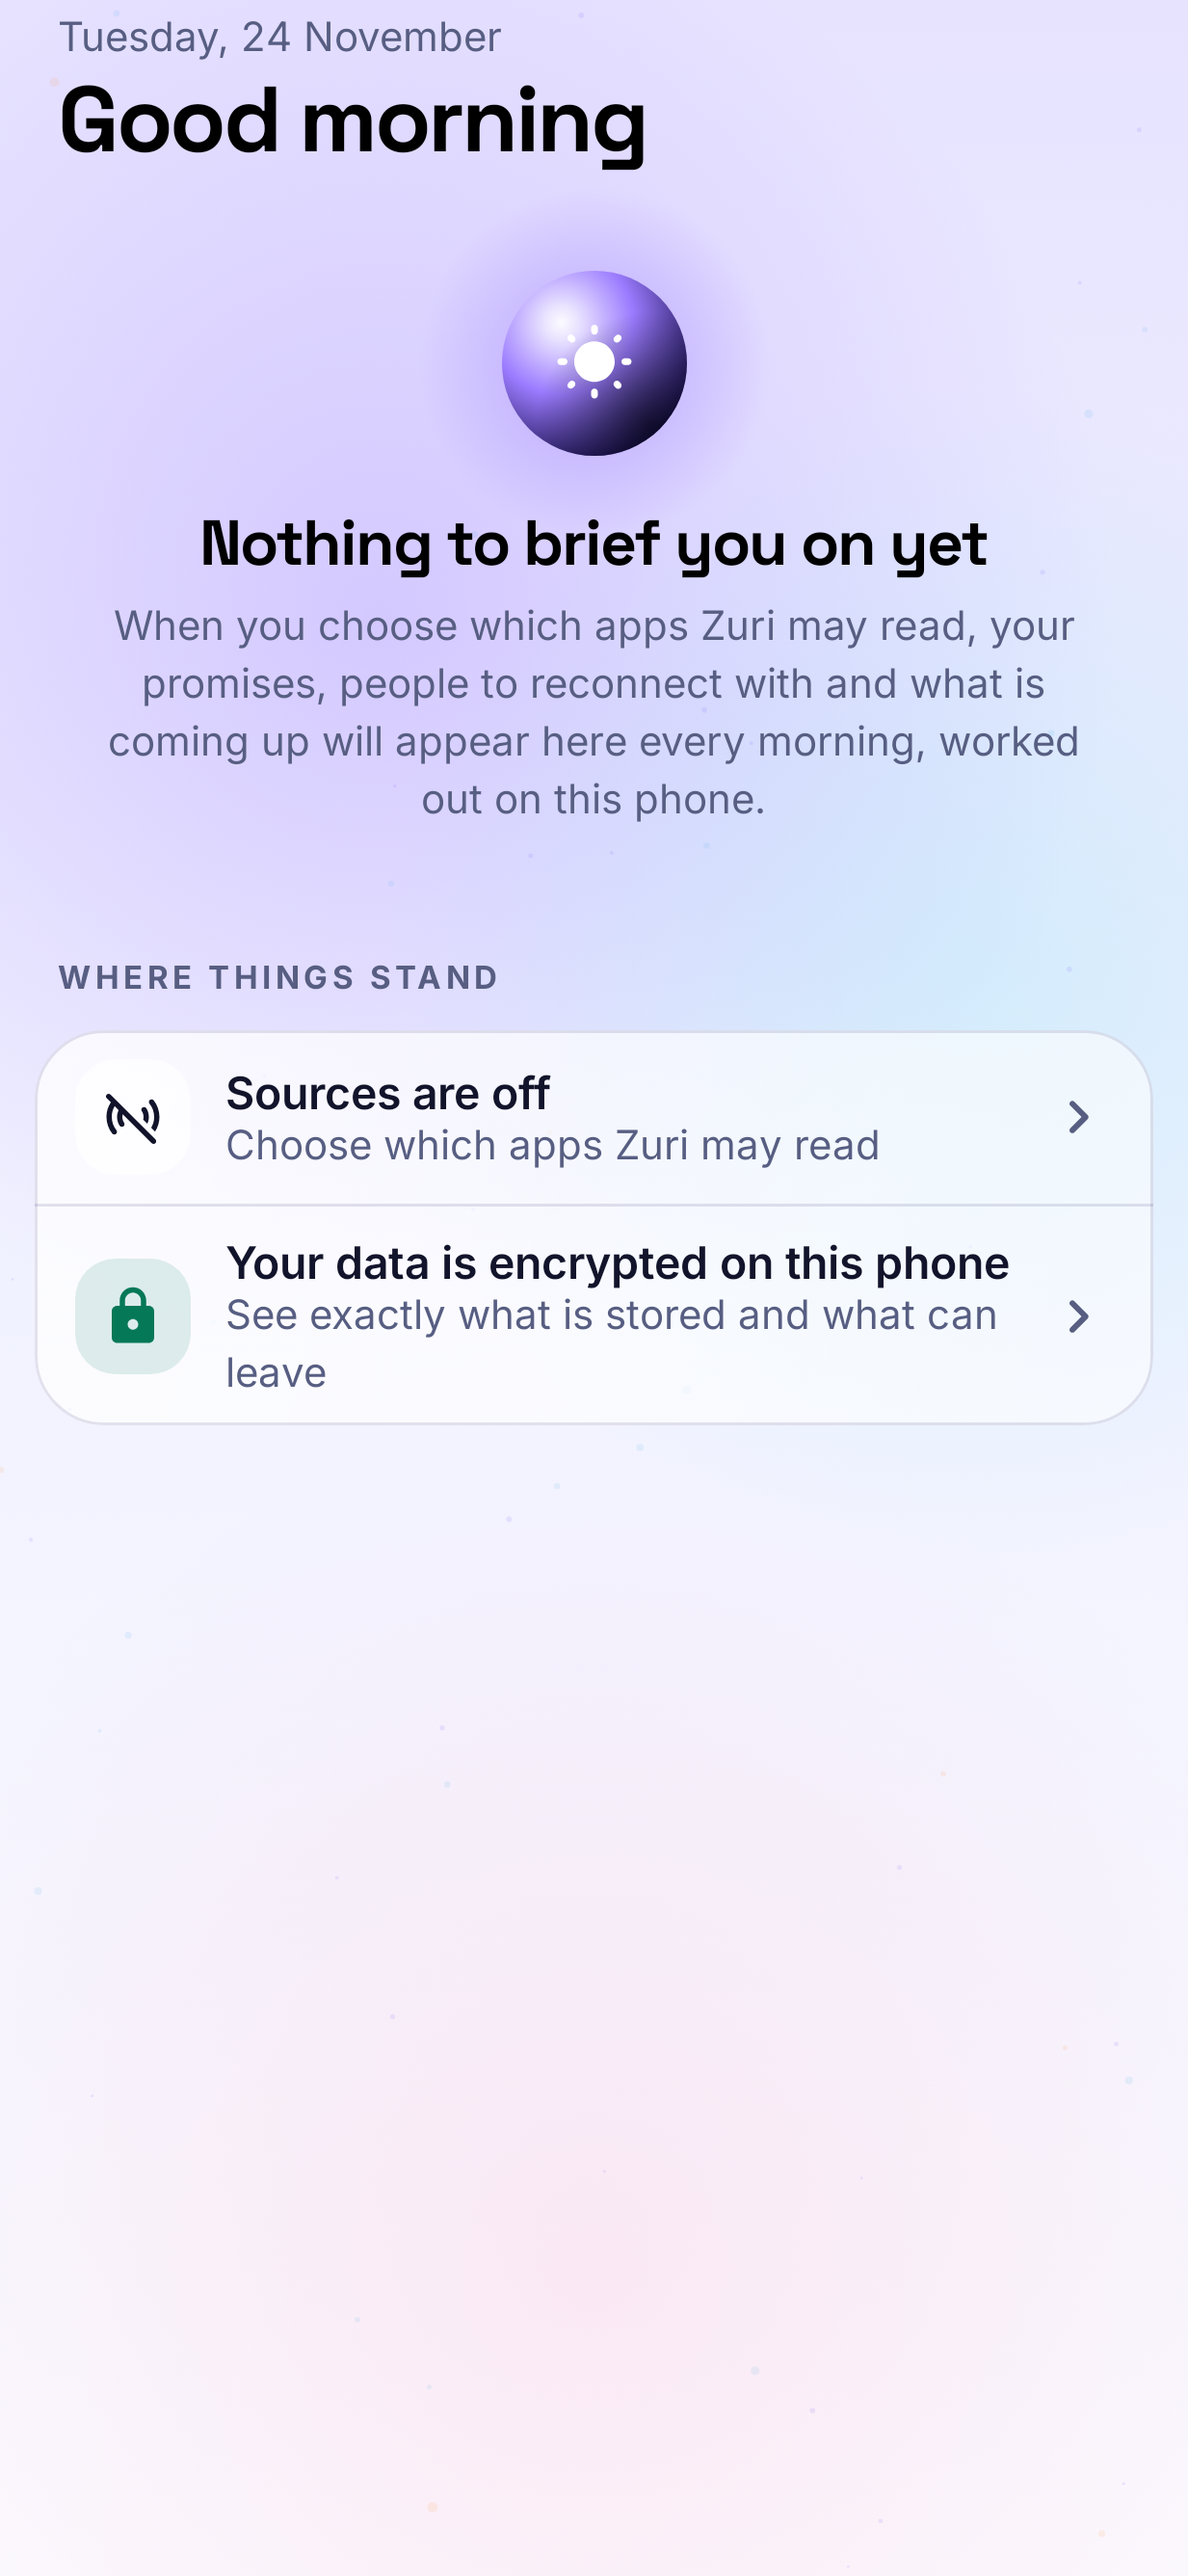 Tuesday, 24 November
Good morning
Nothing to brief you on yet
When you choose which apps Zuri may read, your
promises, people to reconnect with and what is
coming up will appear here every morning, worked
out on this phone.
WHERE THINGS STAND
Sources are off
Choose which apps Zuri may read
Your data is encrypted on this phone
See exactly what is stored and what can
leave